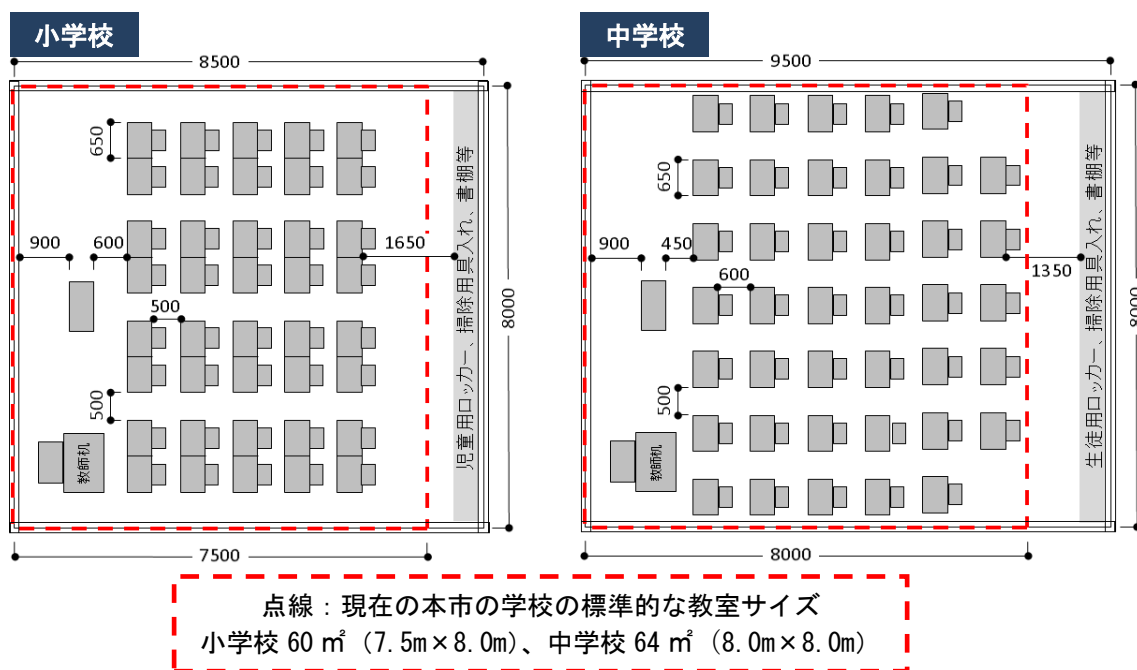 小学校
8500
650
900
600
1650
500
500
8000
教師机
児童用ロッカー、掃除用具入れ、書棚等
7500
中学校
9500
650
900
450
600
1350
500
8000
教師机
生徒用ロッカー、掃除用具入れ、書棚等
8000
点線：現在の本市の学校の標準的な教室サイズ
小学校 60 ㎡（7.5m×8.0m）、中学校 64 ㎡（8.0m×8.0m）